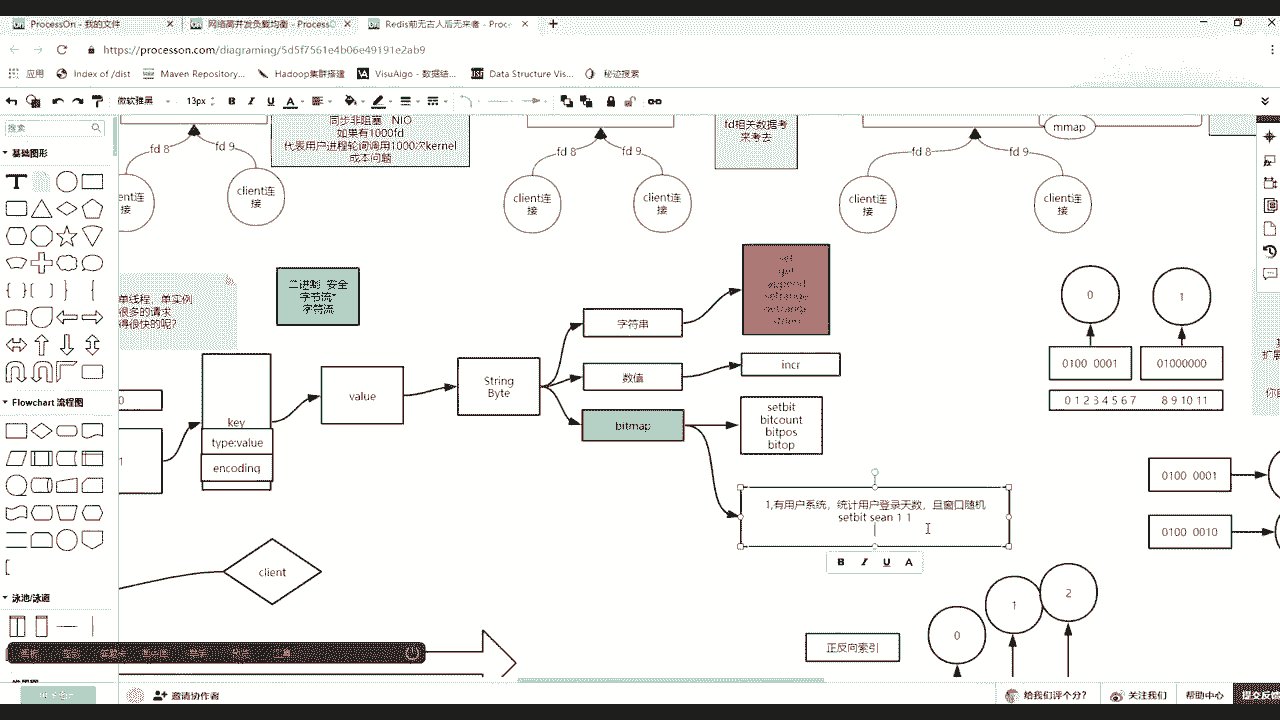 ProcessOn - 我的文件
网络高并发负载均衡 - ProcessO
Redis前无古人后无来者 - Proc
https://processon.com/diagraming/5d5f7561e4b06e49191e2ab9
应用
Index of /dist
Maven Repository...
Hadoop集群搭建
VisuAlgo - 数据结...
Data Structure Vis...
秘迹搜索
微软雅黑
13px
B
I
U
A
搜索
基础图形
T
Flowchart 流程图
泳池/泳道
同步非阻塞 NIO
如果有1000fd
代表用户进程轮询调用1000次kernel
成本问题
fd相关数据考
来考去
mmap
fd 8
fd 9
fd 8
fd 9
fd 8
fd 9
ent连
接
client连
接
client连
接
client连
接
client连
接
client连
接
单线程，单实例
很多的请求
得很快的呢?
二进制 安全
字节流
字符流
set
get
append
setrange
getrange
strlen
字符串
数值
incr
bitmap
setbit
bitcount
bitpos
bitop
String
Byte
value
key
type:value
encoding
0
1
1,有用户系统，统计用户登录天数，且窗口随机
setbit sean 1 1
B
I
U
A
client
0
1
0100 0001
01000000
0 1 2 3 4 5 6 7
8 9 10 11
0100 0001
0100 0010
正反向索引
0
1
2
邀请协作者
给我们评个分?
关注我们
帮助中心
提交反馈